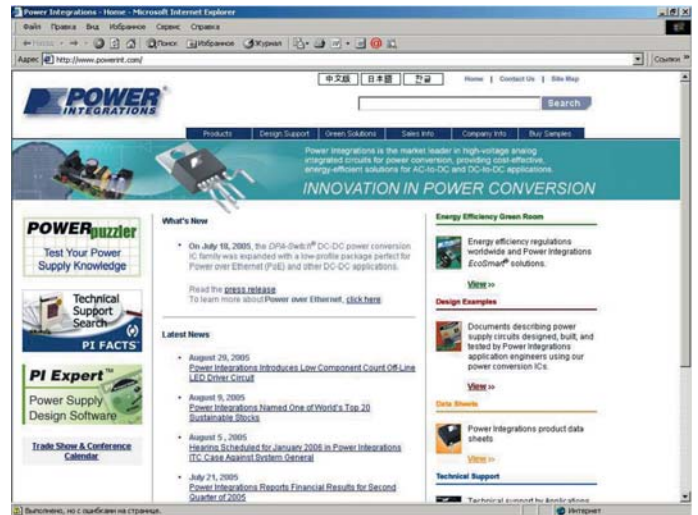 Power Integrations - Home - Microsoft Internet Explorer
Файл Правка Вид Избранное Сервис Справка
Назад Поиск Избранное Журнал
Адрес http://www.powerint.com/ Ссылки »
中文版 日本語 한글 Home | Contact Us | Site Map
POWER INTEGRATIONS®
Search
Products Design Support Green Solutions Sales Info Company Info Buy Samples
Power Integrations is the market leader in high-voltage analog
integrated circuits for power conversion, providing cost-effective,
energy-efficient solutions for AC-to-DC and DC-to-DC applications.
INNOVATION IN POWER CONVERSION
POWERpuzzler
Test Your Power
Supply Knowledge
Technical
Support
Search
PI FACTS
PI Expert™
Power Supply
Design Software
Trade Show & Conference
Calendar
What's New
• On July 18, 2005, the DPA-Switch® DC-DC power conversion
IC family was expanded with a low-profile package perfect for
Power over Ethernet (PoE) and other DC-DC applications.
Read the press release.
To learn more about Power over Ethernet, click here.
Latest News
• August 29, 2005
Power Integrations Introduces Low Component Count Off-Line
LED Driver Circuit
• August 9, 2005
Power Integrations Named One of World's Top 20
Sustainable Stocks
• August 5, 2005
Hearing Scheduled for January 2006 in Power Integrations
ITC Case Against System General
• July 21, 2005
Power Integrations Reports Financial Results for Second
Quarter of 2005
Energy Efficiency Green Room
Energy efficiency regulations
worldwide and Power Integrations
EcoSmart® solutions.
View >>
Design Examples
Documents describing power
supply circuits designed, built, and
tested by Power Integrations
application engineers using our
power conversion ICs.
View >>
Data Sheets
Power Integrations product data
sheets
View >>
Technical Support
Technical support by Applications
Выполнено, но с ошибками на странице. Интернет